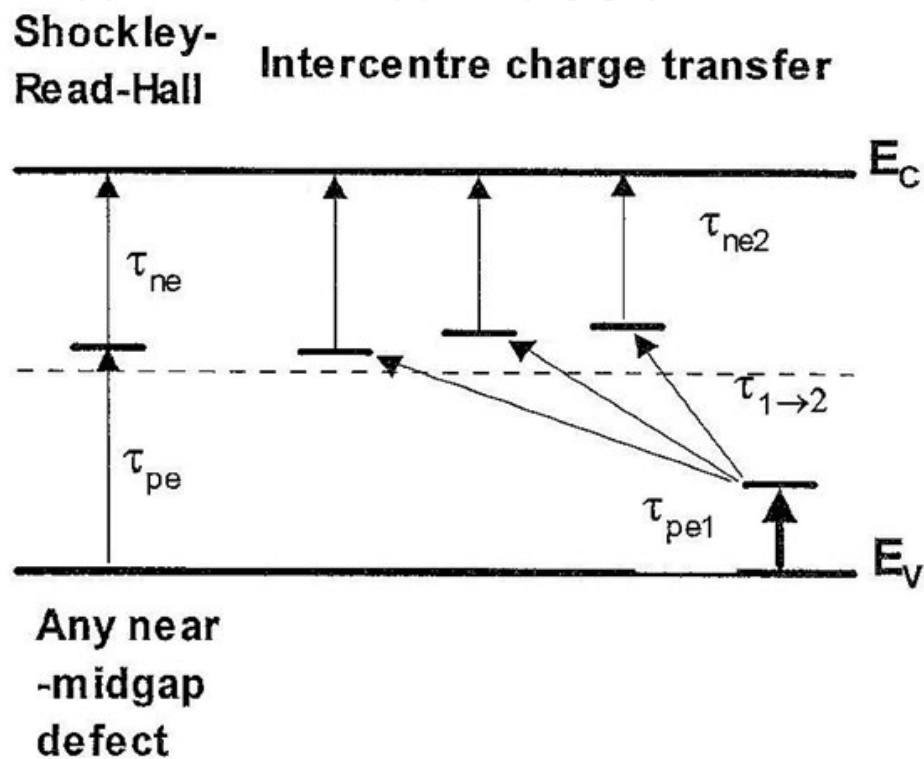 Shockley-
Read-Hall
Intercentre charge transfer
E_C
τ_ne2
τ_ne
τ_1→2
τ_pe
τ_pe1
E_V
Any near
-midgap
defect